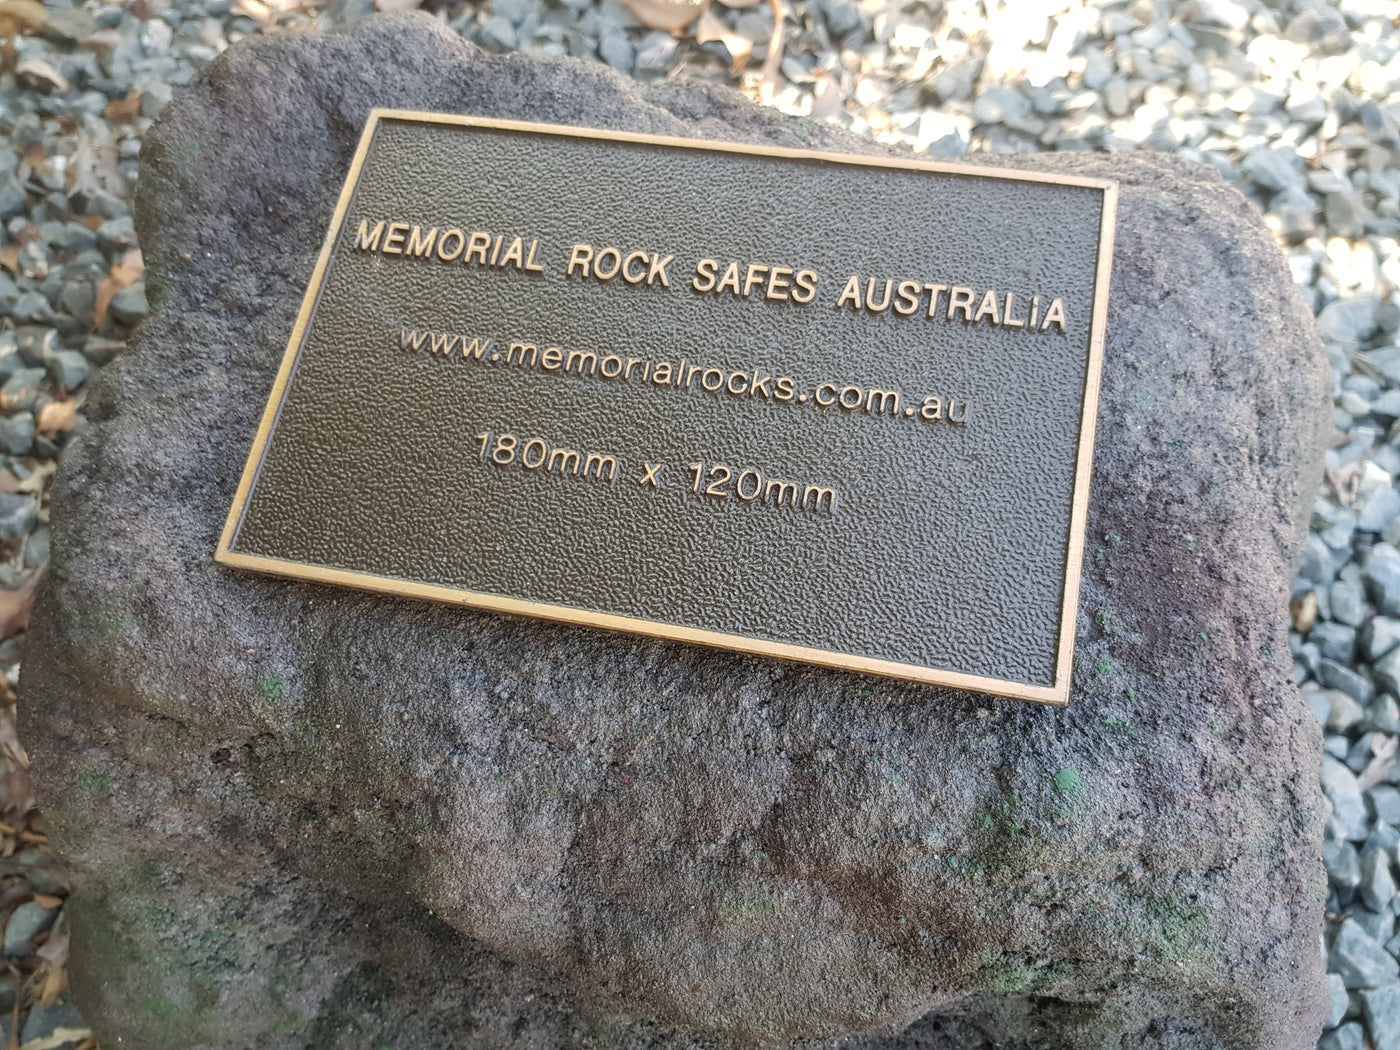 MEMORIAL ROCK SAFES AUSTRALIA
www.memorialrocks.com.au
180mm x 120mm